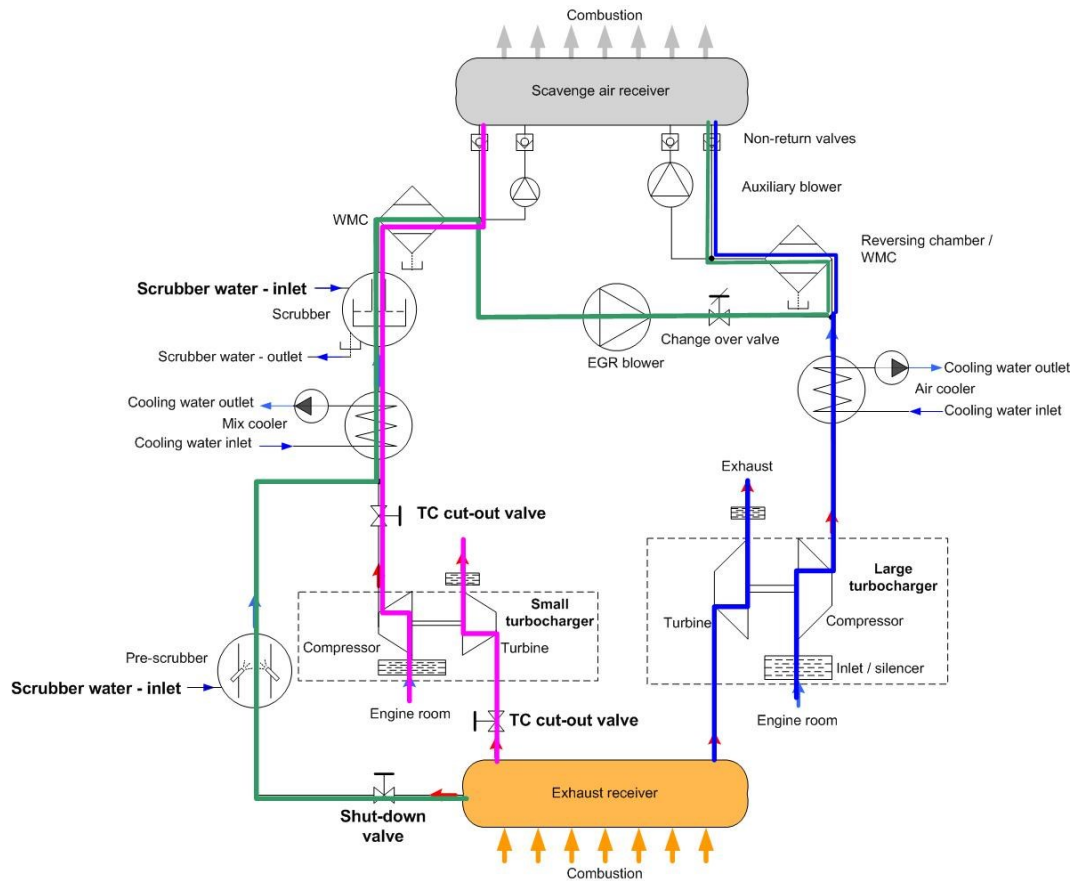 Combustion
Scavenge air receiver
Non-return valves
Auxiliary blower
WMC
Reversing chamber /
WMC
Scrubber water - inlet
Scrubber
Scrubber water - outlet
Change over valve
EGR blower
Cooling water outlet
Mix cooler
Cooling water inlet
Cooling water outlet
Air cooler
Cooling water inlet
Exhaust
TC cut-out valve
Small
turbocharger
Compressor
Turbine
Large
turbocharger
Turbine
Compressor
Inlet / silencer
Pre-scrubber
Scrubber water - inlet
Engine room
TC cut-out valve
Engine room
Exhaust receiver
Shut-down
valve
Combustion